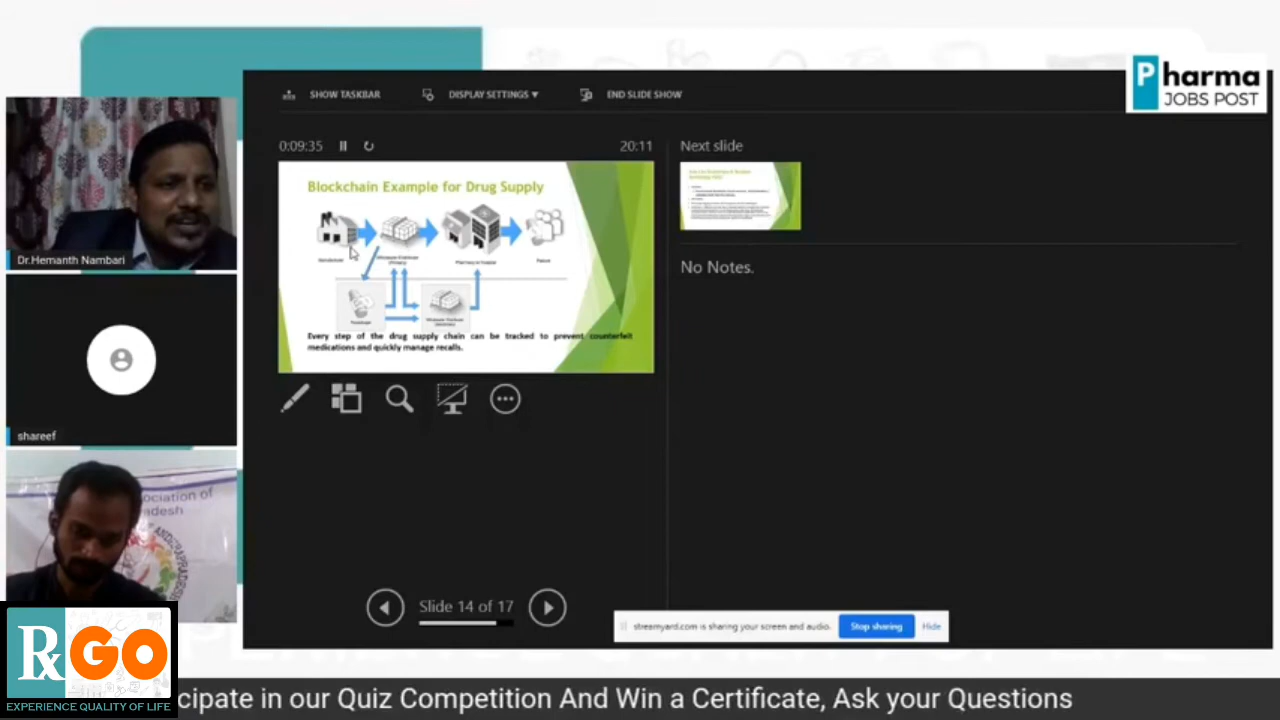 Pharma
JOBS POST
SHOW TASKBAR
DISPLAY SETTINGS ▼
END SLIDE SHOW
0:09:35
20:11
Next slide
Blockchain Example for Drug Supply
Every step of the drug supply chain can be tracked to prevent counterfeit
medications and quickly manage recalls.
No Notes.
Dr.Hemanth Nambari
shareef
ociation of
desh
Slide 14 of 17
streamyard.com is sharing your screen and audio.
Stop sharing
Hide
RxGO
EXPERIENCE QUALITY OF LIFE
cipate in our Quiz Competition And Win a Certificate, Ask your Questions